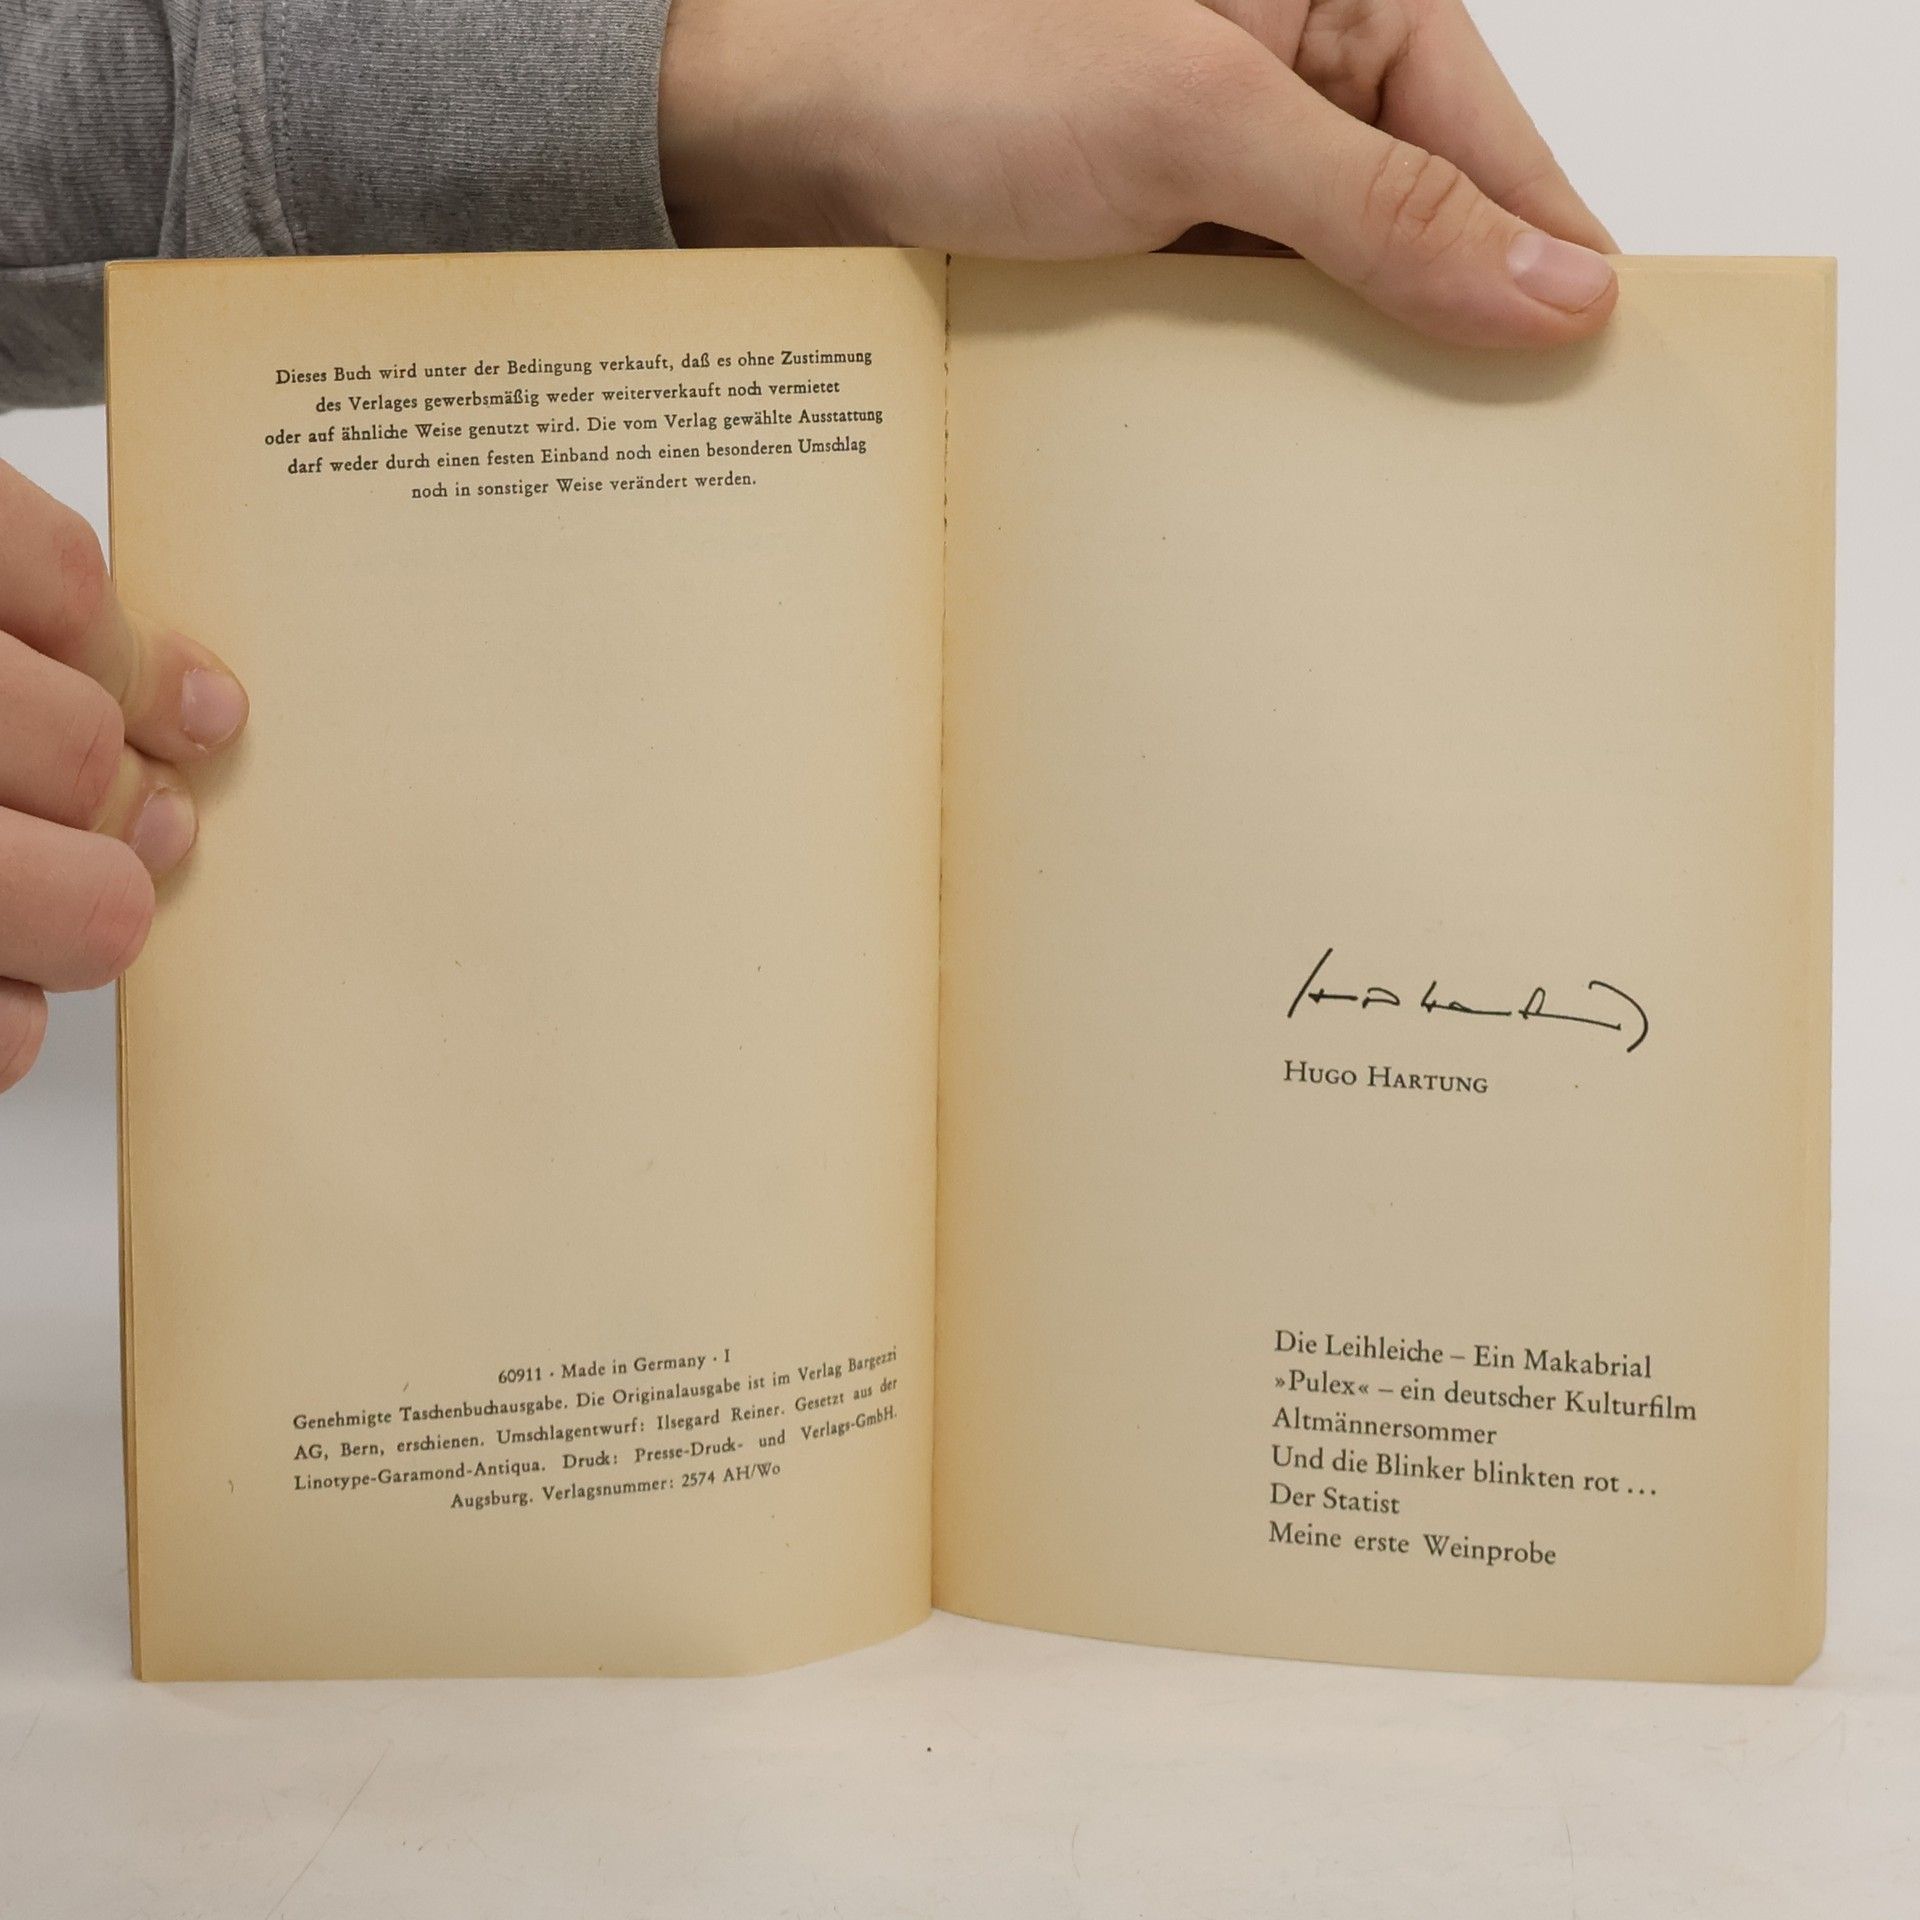 Dieses Buch wird unter der Bedingung verkauft, daß es ohne Zustimmung
des Verlages gewerbsmäßig weder weiterverkauft noch vermietet
oder auf ähnliche Weise genutzt wird. Die vom Verlag gewählte Ausstattung
darf weder durch einen festen Einband noch einen besonderen Umschlag
noch in sonstiger Weise verändert werden.
60911 · Made in Germany · I
Genehmigte Taschenbuchausgabe. Die Originalausgabe ist im Verlag Bargezzi
AG, Bern, erschienen. Umschlagentwurf: Ilsegard Reiner. Gesetzt aus der
Linotype-Garamond-Antiqua. Druck: Presse-Druck- und Verlags-GmbH.
Augsburg. Verlagsnummer: 2574 AH/Wo
HUGO HARTUNG
Die Leihleiche – Ein Makabrial
»Pulex« – ein deutscher Kulturfilm
Altmännersommer
Und die Blinker blinkten rot ...
Der Statist
Meine erste Weinprobe